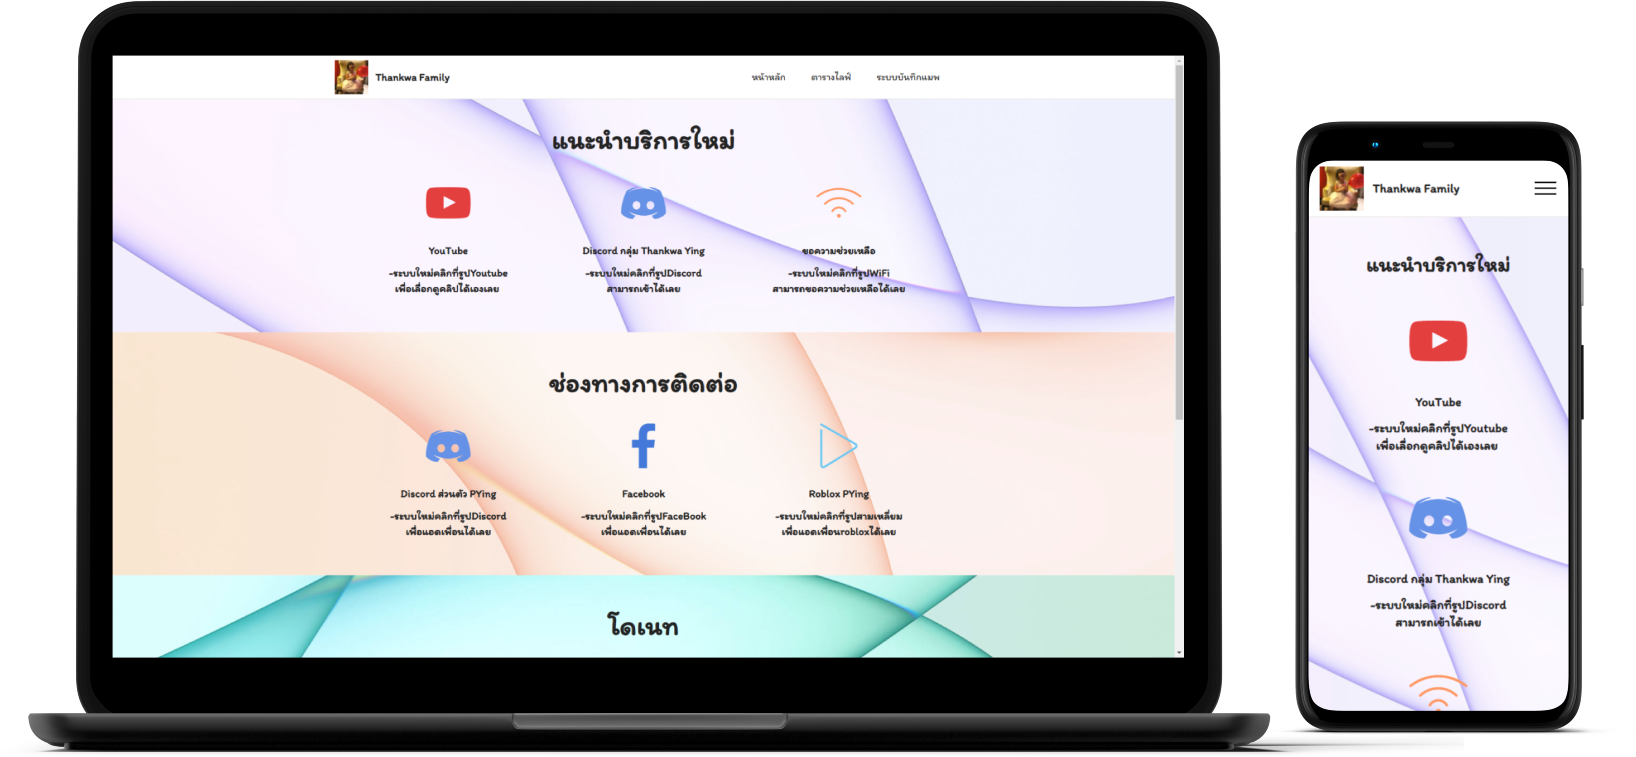 Thankwa Family
หน้าหลัก ตารางไลฟ์ ระบบบันทึกแมพ
แนะนำบริการใหม่
YouTube
-ระบบใหม่คลิกที่รูปYoutube
เพื่อเลือกดูคลิปได้เองเลย
Discord กลุ่ม Thankwa Ying
-ระบบใหม่คลิกที่รูปDiscord
สามารถเข้าได้เลย
ขอความช่วยเหลือ
-ระบบใหม่คลิกที่รูปWiFi
สามารถขอความช่วยเหลือได้เลย
ช่องทางการติดต่อ
Discord ส่วนตัว PYing
-ระบบใหม่คลิกที่รูปDiscord
เพื่อแอดเพื่อนได้เลย
Facebook
-ระบบใหม่คลิกที่รูปFaceBook
เพื่อแอดเพื่อนได้เลย
Roblox PYing
-ระบบใหม่คลิกที่รูปสามเหลี่ยม
เพื่อแอดเพื่อนrobloxได้เลย
โดเนท
Thankwa Family
แนะนำบริการใหม่
YouTube
-ระบบใหม่คลิกที่รูปYoutube
เพื่อเลือกดูคลิปได้เองเลย
Discord กลุ่ม Thankwa Ying
-ระบบใหม่คลิกที่รูปDiscord
สามารถเข้าได้เลย